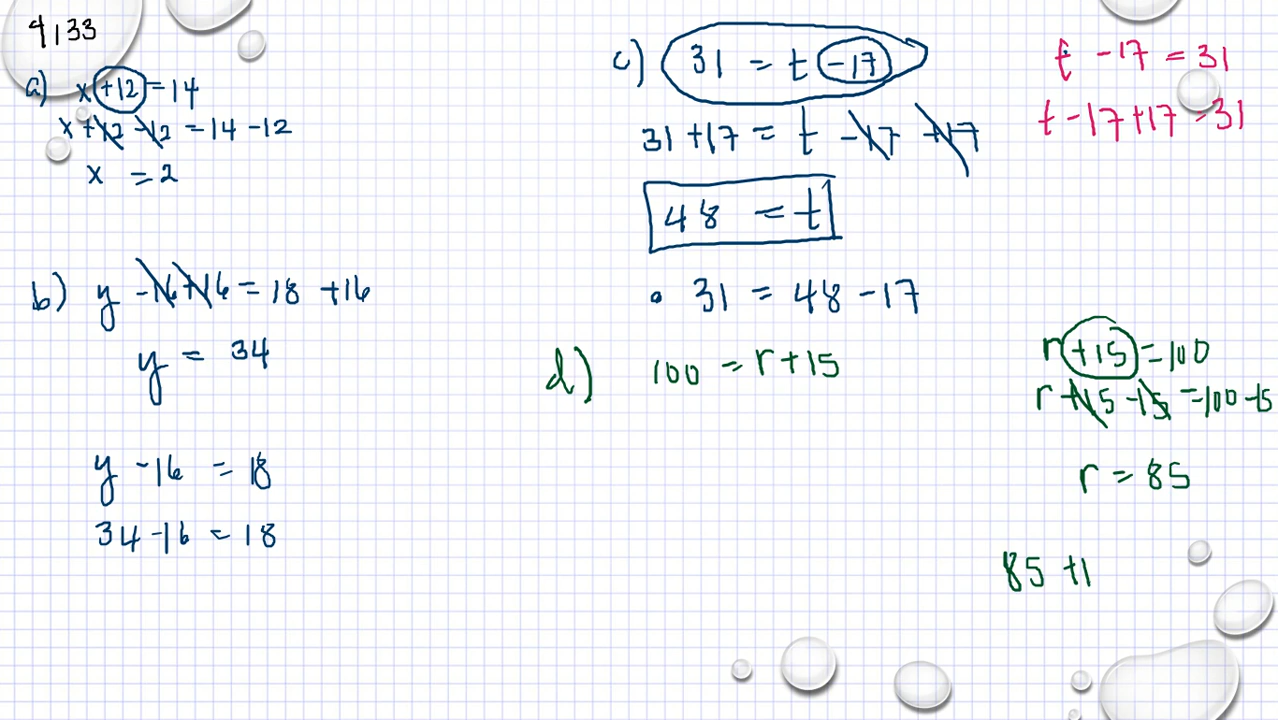 4133
a) x +12 = 14
x +12 -12 = 14 -12
x = 2
b) y -16 +16 = 18 +16
y = 34
y -16 = 18
34 -16 = 18
c) 31 = t -17
31 +17 = t -17 +17
48 = t
• 31 = 48 -17
t -17 = 31
t -17 +17 = 31
d) 100 = r +15
r +15 = 100
r +15 -15 = 100 -15
r = 85
85 +1